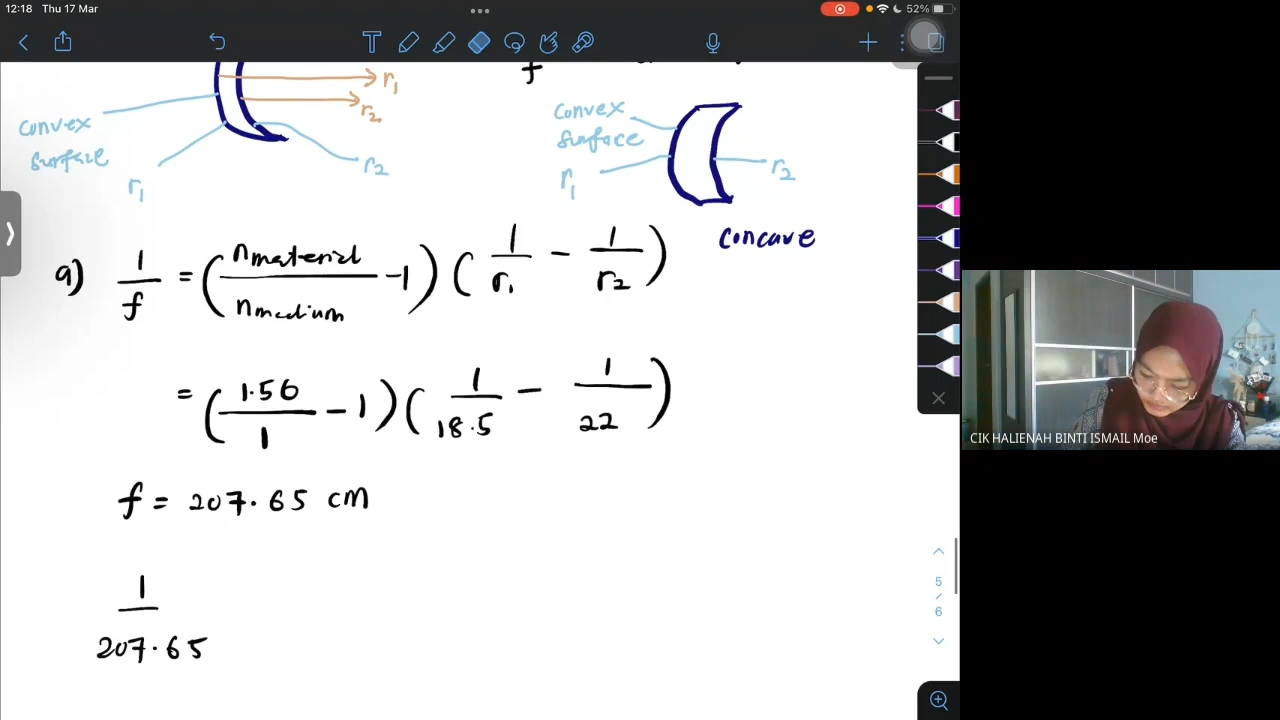 12:18 Thu 17 Mar
52%
T
r₁
r₂
convex
surface
r₁
r₂
f
convex
surface
r₁
r₂
concave
a) 1/f = (nmaterial/nmedium - 1) (1/r₁ - 1/r₂)
= (1.56/1 - 1) (1/18.5 - 1/22)
f = 207.65 cm
1/207.65
5
/
6
CIK HALIENAH BINTI ISMAIL Moe